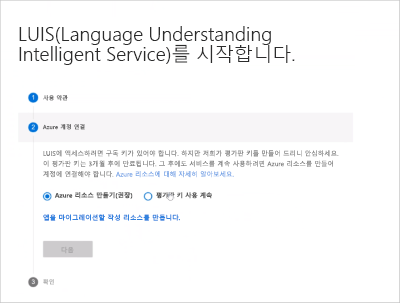 LUIS(Language Understanding
Intelligent Service)를 시작합니다.
1 사용 약관
2 Azure 계정 연결
LUIS에 액세스하려면 구독 키가 있어야 합니다. 하지만 저희가 평가판 키를 만들어 드리니 안심하세요.
이 평가판 키는 3개월 후에 만료됩니다. 그 후에도 서비스를 계속 사용하려면 Azure 리소스를 만들어
계정에 연결해야 합니다. Azure 리소스에 대해 자세히 알아보세요.
Azure 리소스 만들기(권장) 평가판 키 사용 계속
앱을 마이그레이션할 작성 리소스를 만듭니다.
다음
3 확인